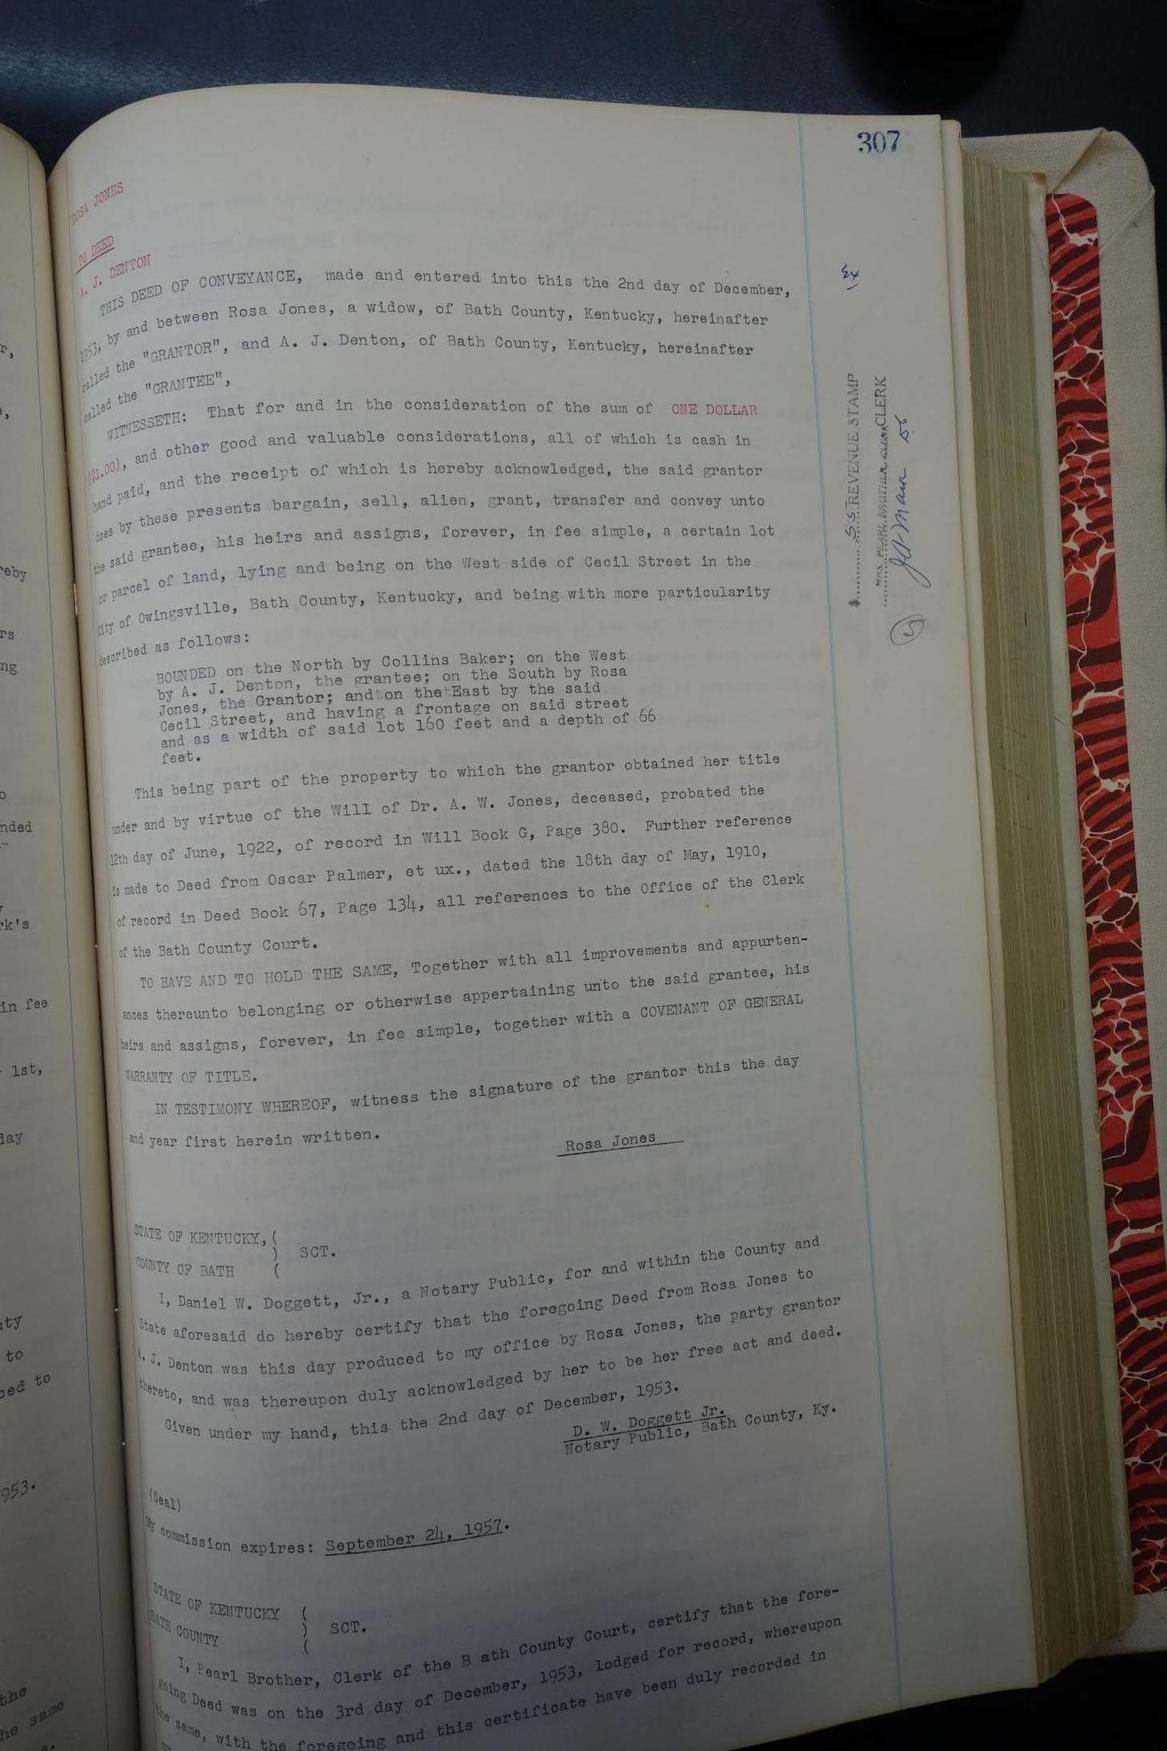 307
ROSA JONES
TO DEED
A. J. DENTON
THIS DEED OF CONVEYANCE, made and entered into this the 2nd day of December,
1953, by and between Rosa Jones, a widow, of Bath County, Kentucky, hereinafter
called the "GRANTOR", and A. J. Denton, of Bath County, Kentucky, hereinafter
called the "GRANTEE",
WITNESSETH: That for and in the consideration of the sum of ONE DOLLAR
($1.00), and other good and valuable considerations, all of which is cash in
hand paid, and the receipt of which is hereby acknowledged, the said grantor
does by these presents bargain, sell, alien, grant, transfer and convey unto
the said grantee, his heirs and assigns, forever, in fee simple, a certain lot
or parcel of land, lying and being on the West side of Cecil Street in the
City of Owingsville, Bath County, Kentucky, and being with more particularity
described as follows:
BOUNDED on the North by Collins Baker; on the West
by A. J. Denton, the grantee; on the South by Rosa
Jones, the Grantor; and on the East by the said
Cecil Street, and having a frontage on said street
and as a width of said lot 160 feet and a depth of 66
feet.
This being part of the property to which the grantor obtained her title
under and by virtue of the Will of Dr. A. W. Jones, deceased, probated the
12th day of June, 1922, of record in Will Book G, Page 380. Further reference
is made to Deed from Oscar Palmer, et ux., dated the 18th day of May, 1910,
of record in Deed Book 67, Page 134, all references to the Office of the Clerk
of the Bath County Court.
TO HAVE AND TO HOLD THE SAME, Together with all improvements and appurten-
ances thereunto belonging or otherwise appertaining unto the said grantee, his
heirs and assigns, forever, in fee simple, together with a COVENANT OF GENERAL
WARRANTY OF TITLE.
IN TESTIMONY WHEREOF, witness the signature of the grantor this the day
and year first herein written.
Rosa Jones
STATE OF KENTUCKY, (
) SCT.
COUNTY OF BATH (
I, Daniel W. Doggett, Jr., a Notary Public, for and within the County and
State aforesaid do hereby certify that the foregoing Deed from Rosa Jones to
A. J. Denton was this day produced to my office by Rosa Jones, the party grantor
thereto, and was thereupon duly acknowledged by her to be her free act and deed.
Given under my hand, this the 2nd day of December, 1953.
D. W. Doggett Jr.
Notary Public, Bath County, Ky.
(Seal)
My commission expires: September 24, 1957.
STATE OF KENTUCKY (
) SCT.
BATH COUNTY (
I, Pearl Brother, Clerk of the B ath County Court, certify that the fore-
going Deed was on the 3rd day of December, 1953, lodged for record, whereupon
the same, with the foregoing and this certificate have been duly recorded in
Ex
$ .55 REVENUE STAMP
MRS. PEARL BROTHER, CLERK